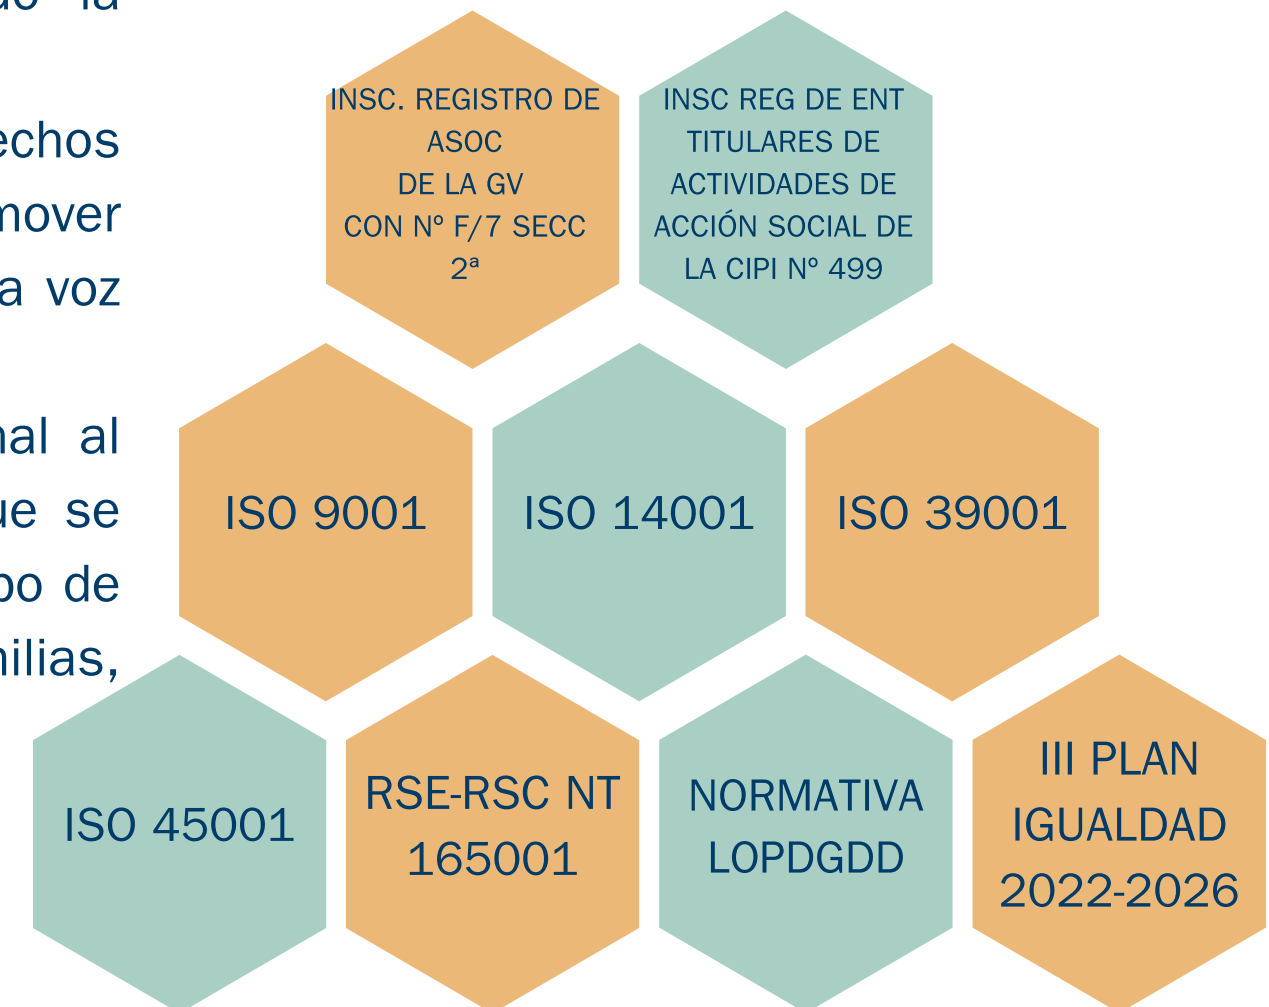 la
echos
mover
a voz
nal al
ue se
po de
nilias,
INSC. REGISTRO DE
ASOC
DE LA GV
CON Nº F/7 SECC
2ª
INSC REG DE ENT
TITULARES DE
ACTIVIDADES DE
ACCIÓN SOCIAL DE
LA CIPI Nº 499
ISO 9001
ISO 14001
ISO 39001
ISO 45001
RSE-RSC NT
165001
NORMATIVA
LOPDGDD
III PLAN
IGUALDAD
2022-2026